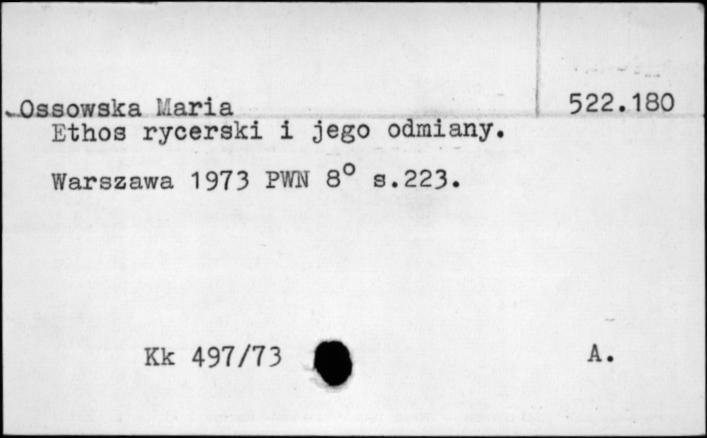 Ossowska Maria
522.180
Ethos rycerski i jego odmiany.
Warszawa 1973 PWN 8° s.223.
Kk 497/73
A.